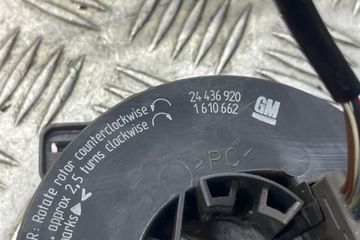 24 436 920
1 610 662
GM
>PC<
R: Rotate rotor counterclockwise
approx 2,5 turns clockwise
marks